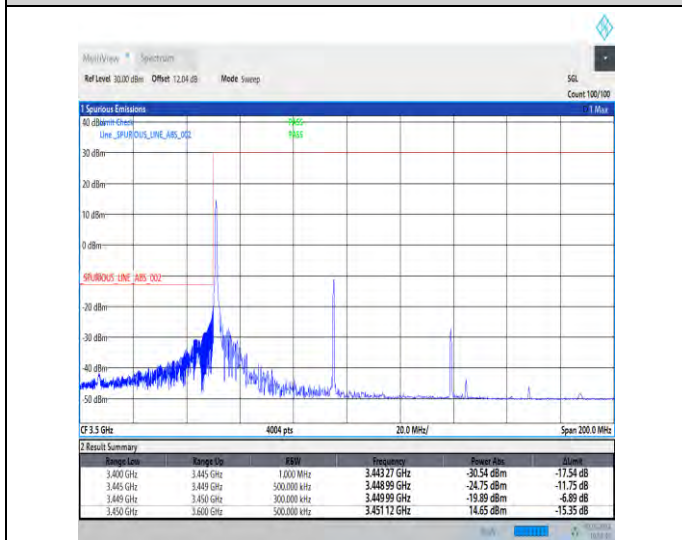 MultiView Spectrum
Ref Level 30.00 dBm Offset 12.04 dB Mode Sweep SGL
Count 100/100
1 Spurious Emissions 1 Max
40 dBm Limit Check PASS
Line _SPURIOUS_LINE_ABS_002 PASS
30 dBm
20 dBm
10 dBm
0 dBm
_SPURIOUS_LINE_ABS_002
-20 dBm
-30 dBm
-40 dBm
-50 dBm
CF 3.5 GHz 4004 pts 20.0 MHz/ Span 200.0 MHz
2 Result Summary
Range Low Range Up RBW Frequency Power Abs ΔLimit
3.400 GHz 3.445 GHz 1.000 MHz 3.443 27 GHz -30.54 dBm -17.54 dB
3.445 GHz 3.449 GHz 500.000 kHz 3.448 99 GHz -24.75 dBm -11.75 dB
3.449 GHz 3.450 GHz 300.000 kHz 3.449 99 GHz -19.89 dBm -6.89 dB
3.450 GHz 3.600 GHz 500.000 kHz 3.451 12 GHz 14.65 dBm -15.35 dB